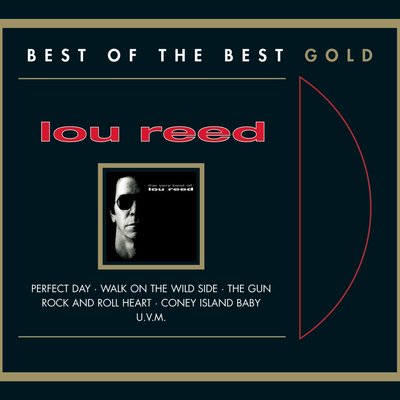 BEST OF THE BEST GOLD
lou reed
the very best of
lou reed
PERFECT DAY · WALK ON THE WILD SIDE · THE GUN
ROCK AND ROLL HEART · CONEY ISLAND BABY
U.V.M.